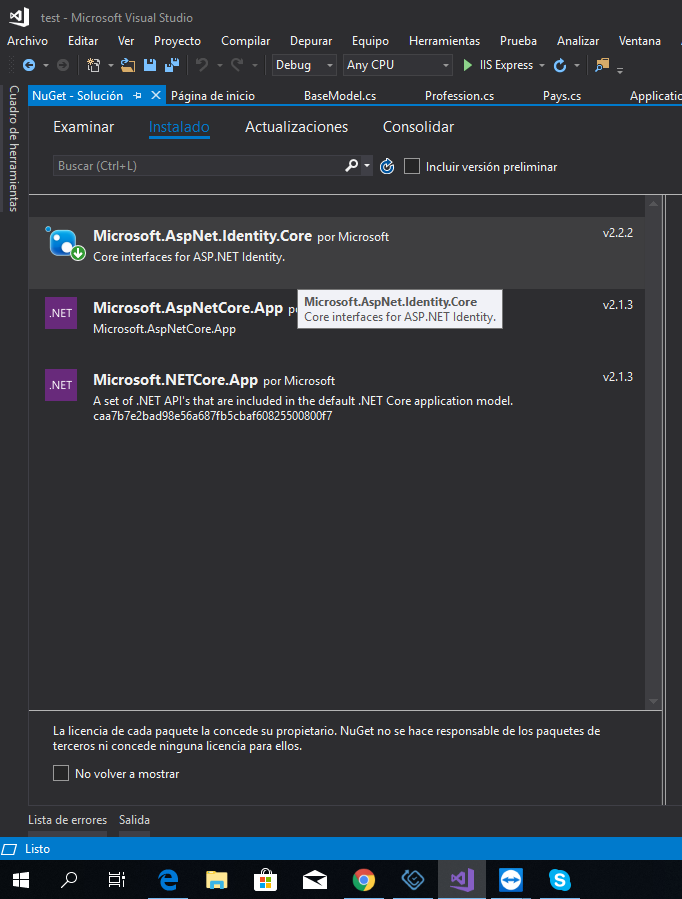 test - Microsoft Visual Studio
Archivo Editar Ver Proyecto Compilar Depurar Equipo Herramientas Prueba Analizar Ventana
Debug Any CPU IIS Express
Cuadro de herramientas
NuGet - Solución Página de inicio BaseModel.cs Profession.cs Pays.cs Applicatio
Examinar Instalado Actualizaciones Consolidar
Buscar (Ctrl+L) Incluir versión preliminar
Microsoft.AspNet.Identity.Core por Microsoft v2.2.2
Core interfaces for ASP.NET Identity.
.NET Microsoft.AspNetCore.App v2.1.3
Microsoft.AspNetCore.App
Microsoft.AspNet.Identity.Core
Core interfaces for ASP.NET Identity.
.NET Microsoft.NETCore.App por Microsoft v2.1.3
A set of .NET API's that are included in the default .NET Core application model.
caa7b7e2bad98e56a687fb5cbaf60825500800f7
La licencia de cada paquete la concede su propietario. NuGet no se hace responsable de los paquetes de
terceros ni concede ninguna licencia para ellos.
No volver a mostrar
Lista de errores Salida
Listo